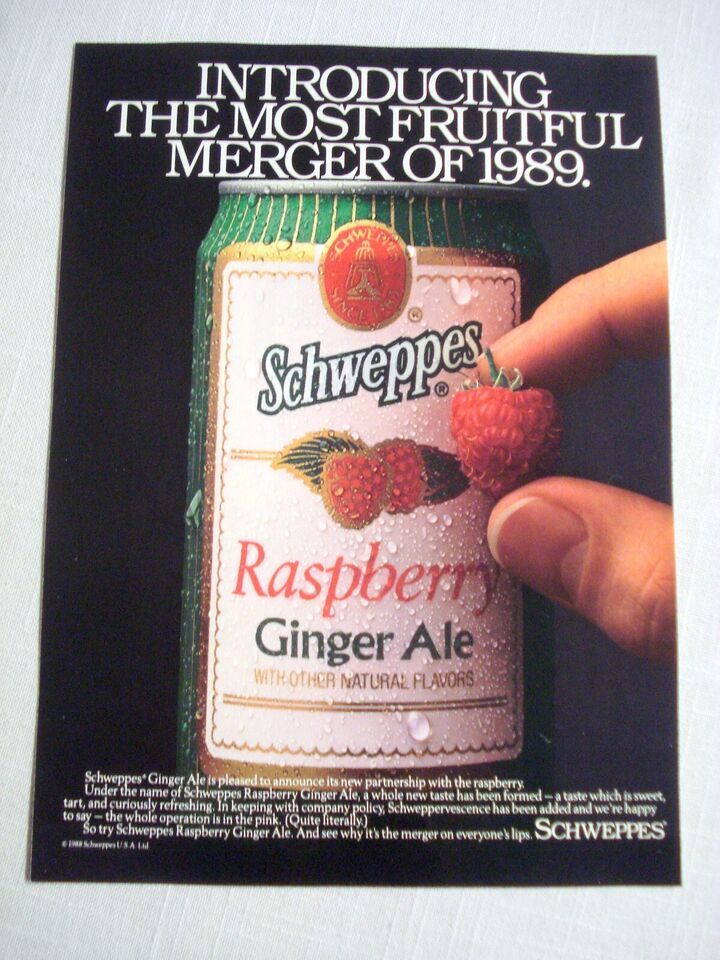 INTRODUCING
THE MOST FRUITFUL
MERGER OF 1989.
SCHWEPPES
SINCE 1783
®
Schweppes®
Raspberry
Ginger Ale
WITH OTHER NATURAL FLAVORS
Schweppes® Ginger Ale is pleased to announce its new partnership with the raspberry.
Under the name of Schweppes Raspberry Ginger Ale, a whole new taste has been formed – a taste which is sweet,
tart, and curiously refreshing. In keeping with company policy, Schweppervescence has been added and we're happy
to say – the whole operation is in the pink. (Quite literally.)
So try Schweppes Raspberry Ginger Ale. And see why it's the merger on everyone's lips. SCHWEPPES®
© 1988 Schweppes U.S.A. Ltd.